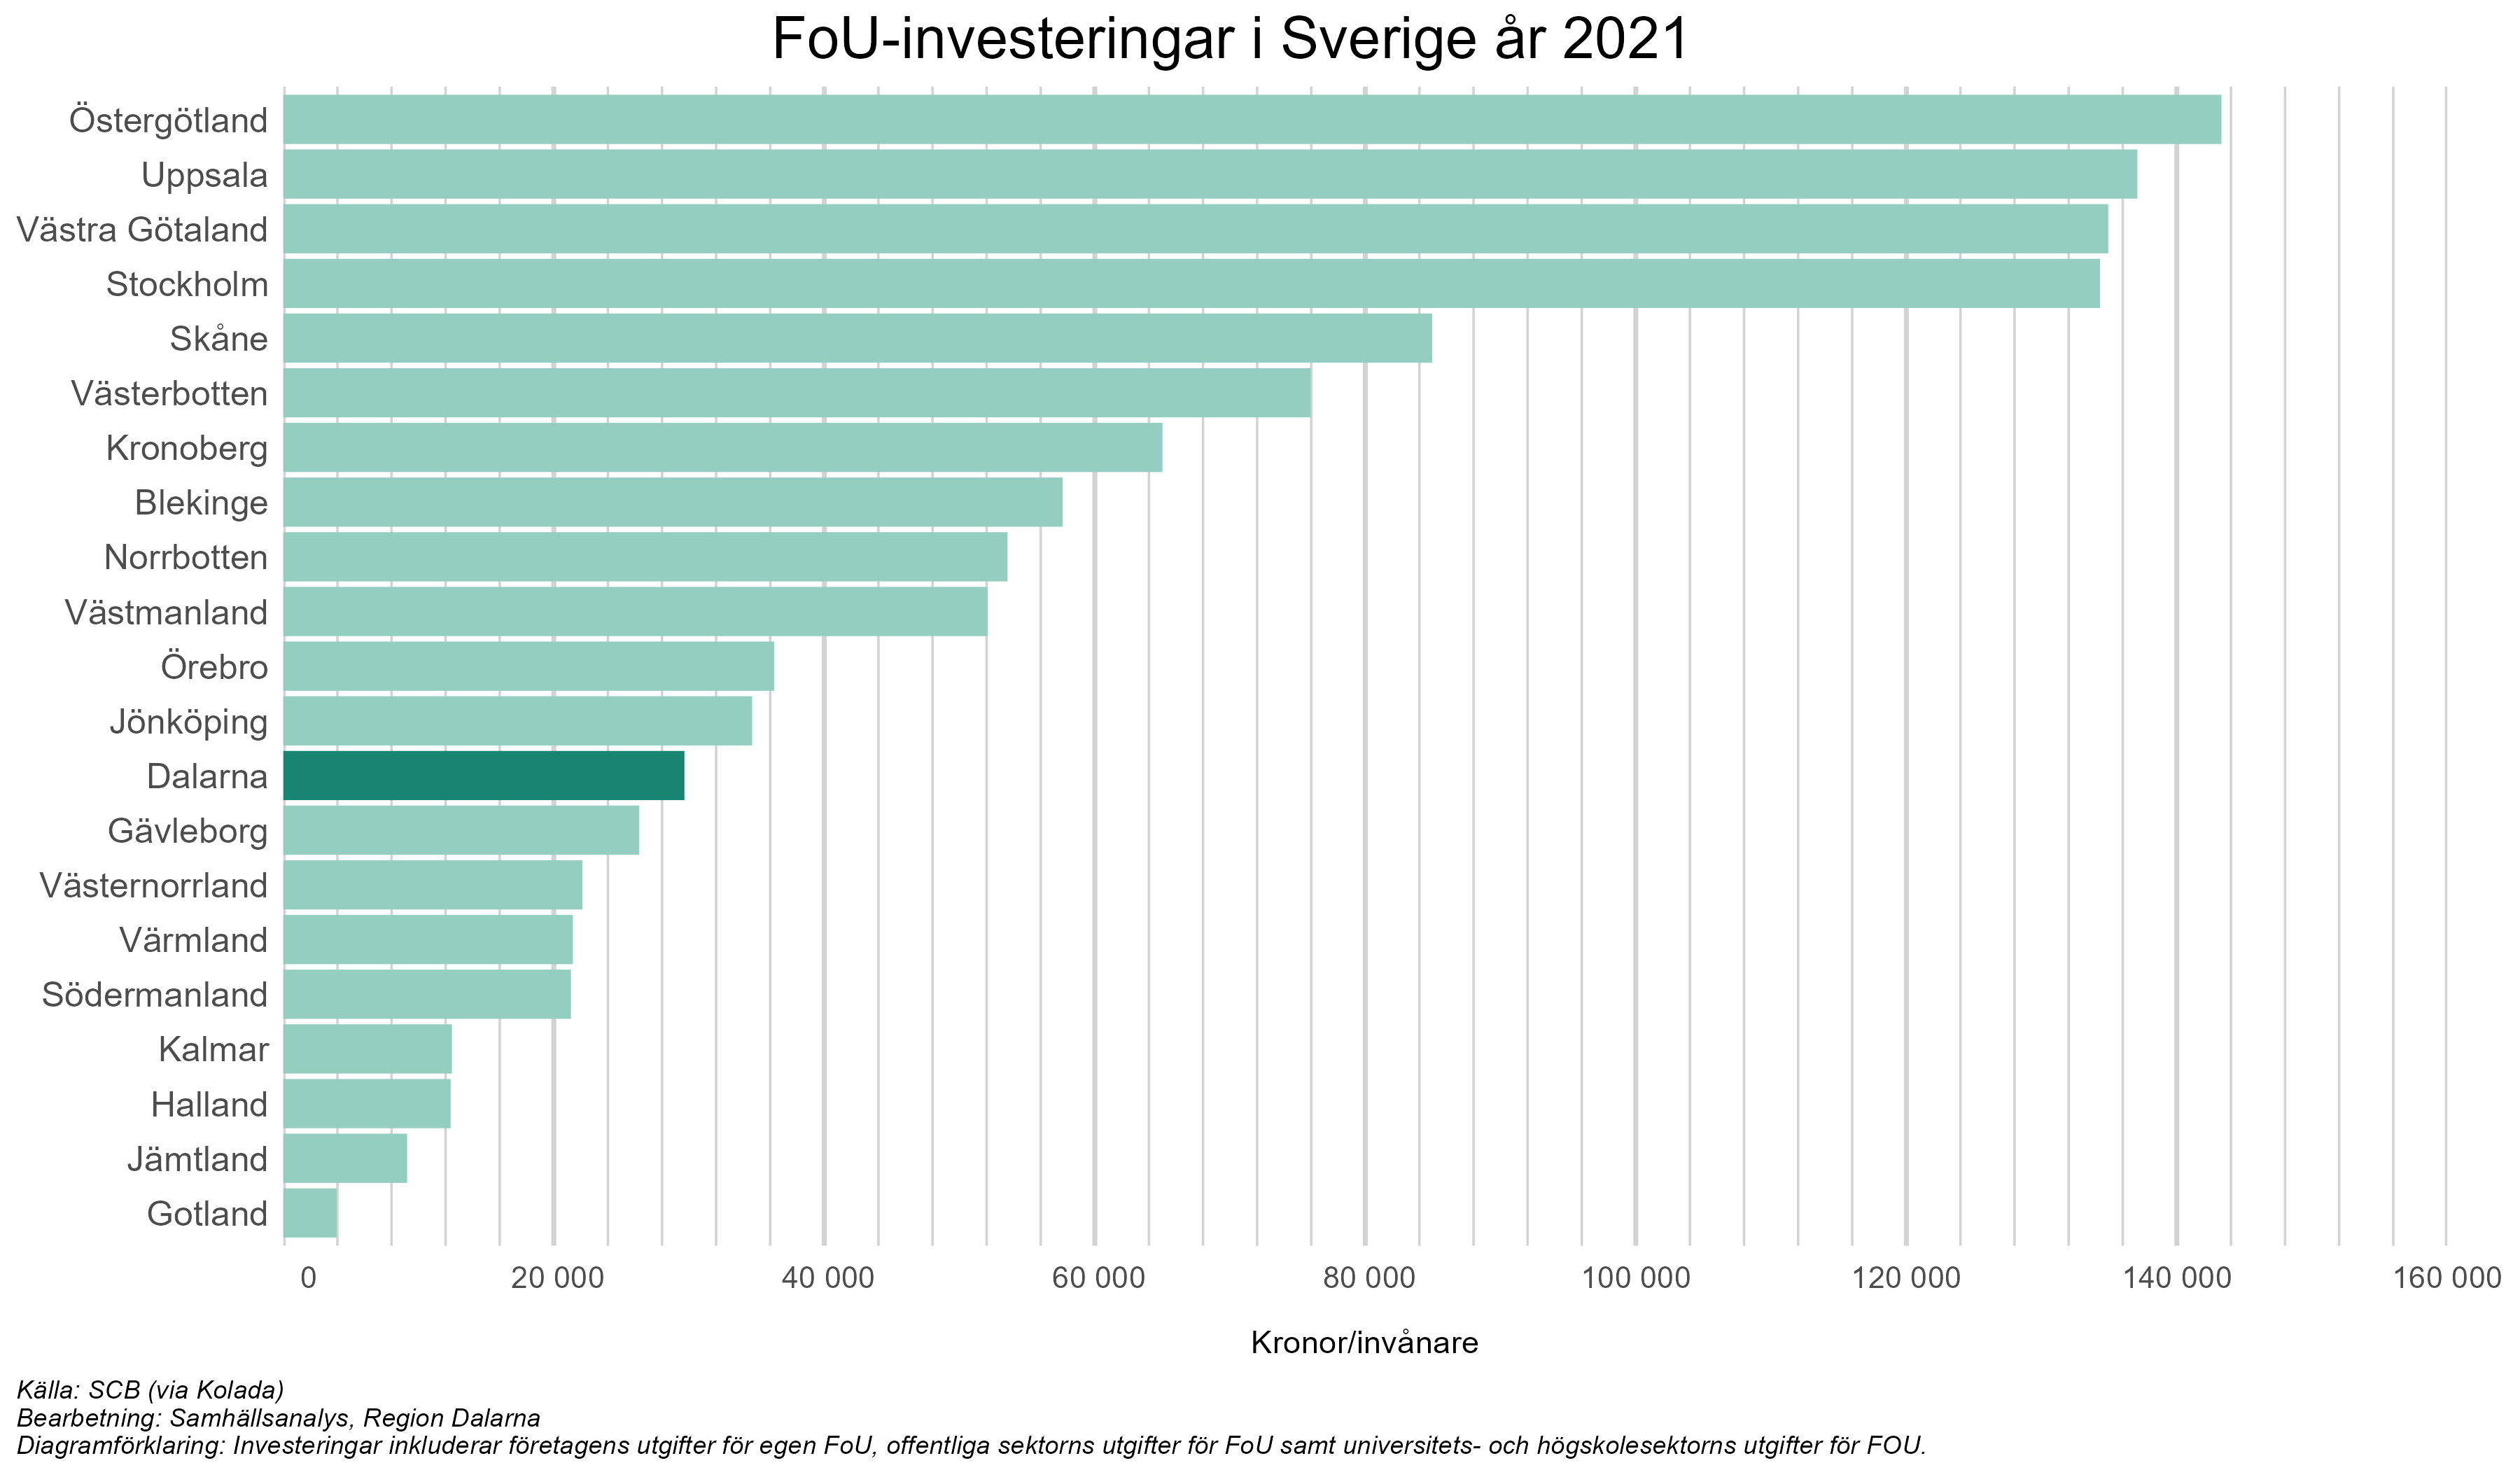 FoU-investeringar i Sverige år 2021
Östergötland
Uppsala
Västra Götaland
Stockholm
Skåne
Västerbotten
Kronoberg
Blekinge
Norrbotten
Västmanland
Örebro
Jönköping
Dalarna
Gävleborg
Västernorrland
Värmland
Södermanland
Kalmar
Halland
Jämtland
Gotland
0 20 000 40 000 60 000 80 000 100 000 120 000 140 000 160 000
Kronor/invånare
Källa: SCB (via Kolada)
Bearbetning: Samhällsanalys, Region Dalarna
Diagramförklaring: Investeringar inkluderar företagens utgifter för egen FoU, offentliga sektorns utgifter för FoU samt universitets- och högskolesektorns utgifter för FOU.